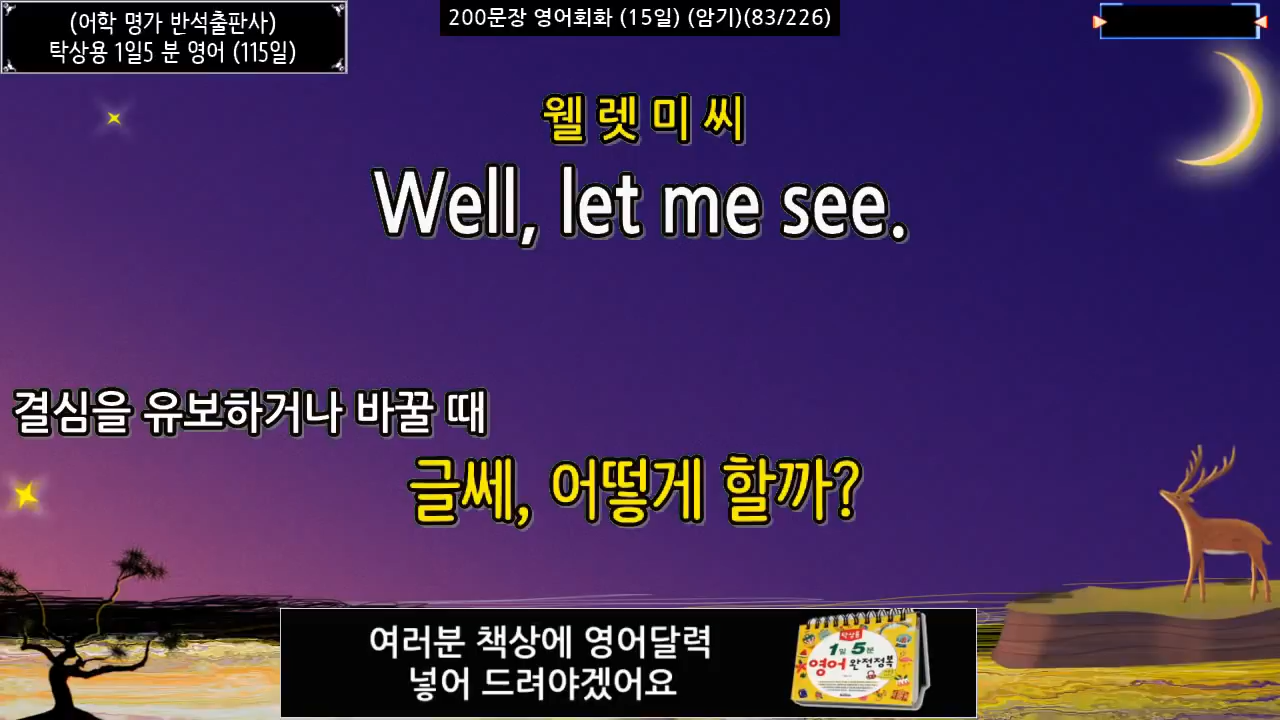 (어학 명가 반석출판사)
탁상용 1일5 분 영어 (115일)
200문장 영어회화 (15일) (암기)(83/226)
웰 렛 미 씨
Well, let me see.
결심을 유보하거나 바꿀 때
글쎄, 어떻게 할까?
여러분 책상에 영어달력
넣어 드려야겠어요
탁상용
1일 5분
영어 완전정복